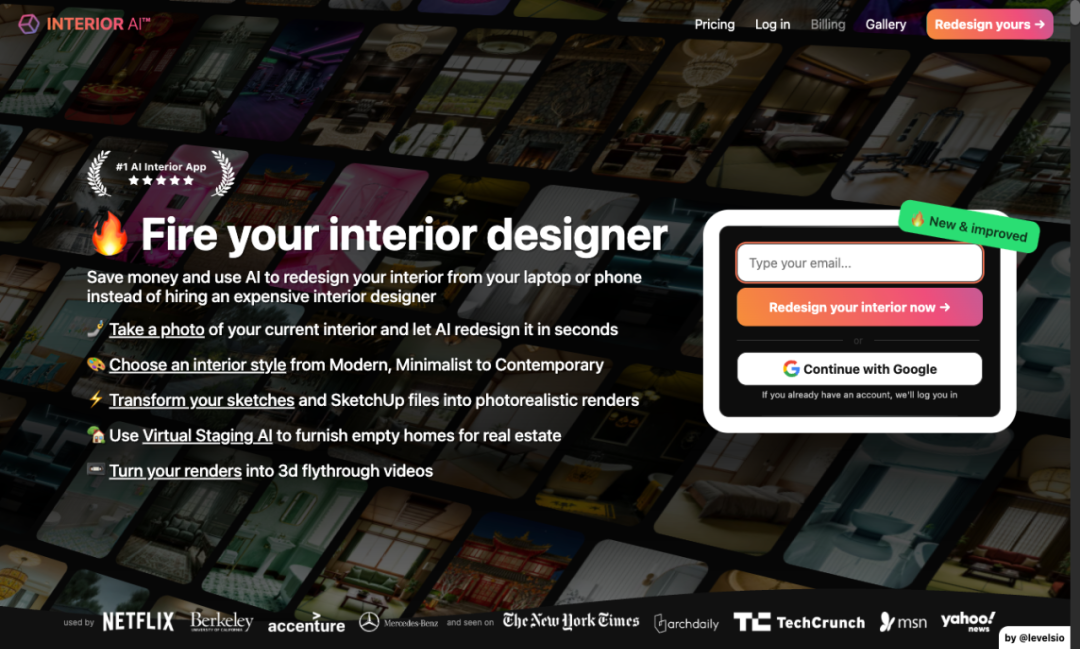 INTERIOR AI™
Pricing
Log in
Billing
Gallery
Redesign yours →
#1 AI Interior App
★★★★★
🔥 Fire your interior designer
Save money and use AI to redesign your interior from your laptop or phone
instead of hiring an expensive interior designer
🤳 Take a photo of your current interior and let AI redesign it in seconds
🎨 Choose an interior style from Modern, Minimalist to Contemporary
⚡ Transform your sketches and SketchUp files into photorealistic renders
🏡 Use Virtual Staging AI to furnish empty homes for real estate
Turn your renders into 3d flythrough videos
🔥 New & improved
Type your email...
Redesign your interior now →
or
Continue with Google
If you already have an account, we'll log you in
used by
NETFLIX
Berkeley
UNIVERSITY OF CALIFORNIA
accenture
Mercedes-Benz
and seen on
The New York Times
archdaily
TC TechCrunch
msn
yahoo!
news
by @levelsio